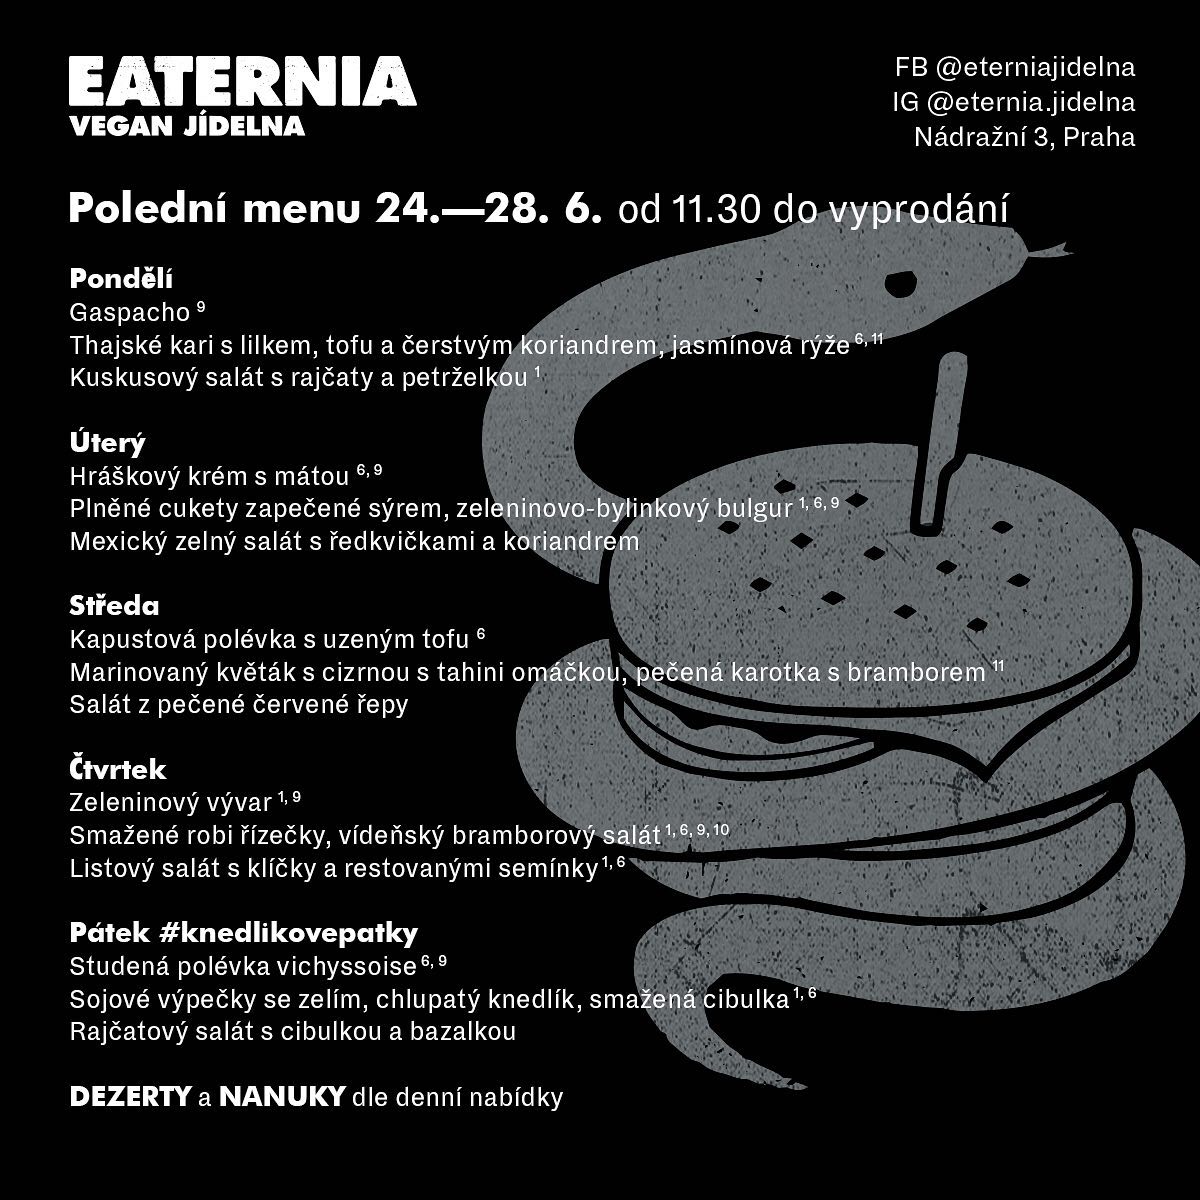 EATERNIA
VEGAN JÍDELNA
FB @eterniajidelna
IG @eternia.jidelna
Nádražní 3, Praha
Polední menu 24.—28. 6. od 11.30 do vyprodání
Pondělí
Gaspacho 9
Thajské kari s lilkem, tofu a čerstvým koriandrem, jasmínová rýže 6, 11
Kuskusový salát s rajčaty a petrželkou 1
Úterý
Hráškový krém s mátou 6, 9
Plněné cukety zapečené sýrem, zeleninovo-bylinkový bulgur 1, 6, 9
Mexický zelný salát s ředkvičkami a koriandrem
Středa
Kapustová polévka s uzeným tofu 6
Marinovaný květák s cizrnou s tahini omáčkou, pečená karotka s bramborem 11
Salát z pečené červené řepy
Čtvrtek
Zeleninový vývar 1, 9
Smažené robi řízečky, vídeňský bramborový salát 1, 6, 9, 10
Listový salát s klíčky a restovanými semínky 1, 6
Pátek #knedlikovepatky
Studená polévka vichyssoise 6, 9
Sojové výpečky se zelím, chlupatý knedlík, smažená cibulka 1, 6
Rajčatový salát s cibulkou a bazalkou
DEZERTY a NANUKY dle denní nabídky